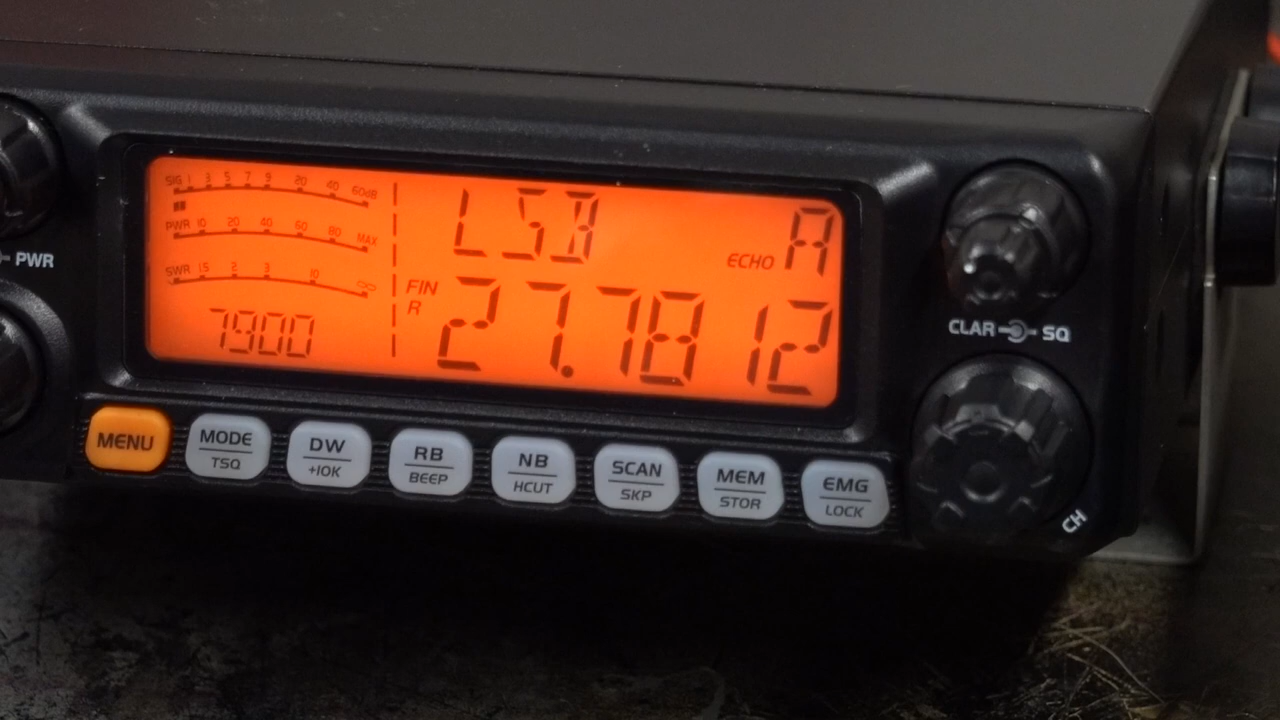 SIG 1 3 5 7 9 20 40 60dB
PWR 10 20 40 60 80 MAX
SWR 1.5 2 3 10 ∞
7900
LSB
ECHO A
FIN
R
27.7812
PWR
CLAR SQ
CH
MENU
MODE
TSQ
DW
+10K
RB
BEEP
NB
HCUT
SCAN
SKP
MEM
STOR
EMG
LOCK